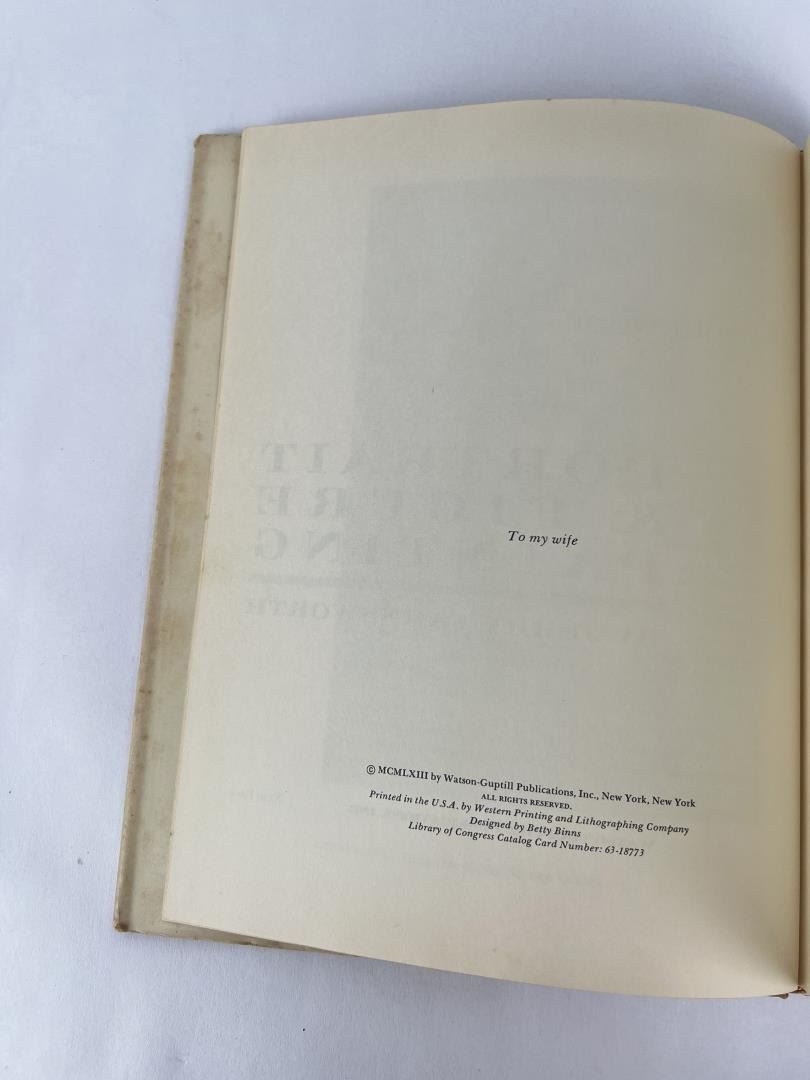 To my wife
© MCMLXIII by Watson-Guptill Publications, Inc., New York, New York
ALL RIGHTS RESERVED.
Printed in the U.S.A. by Western Printing and Lithographing Company
Designed by Betty Binns
Library of Congress Catalog Card Number: 63-18773